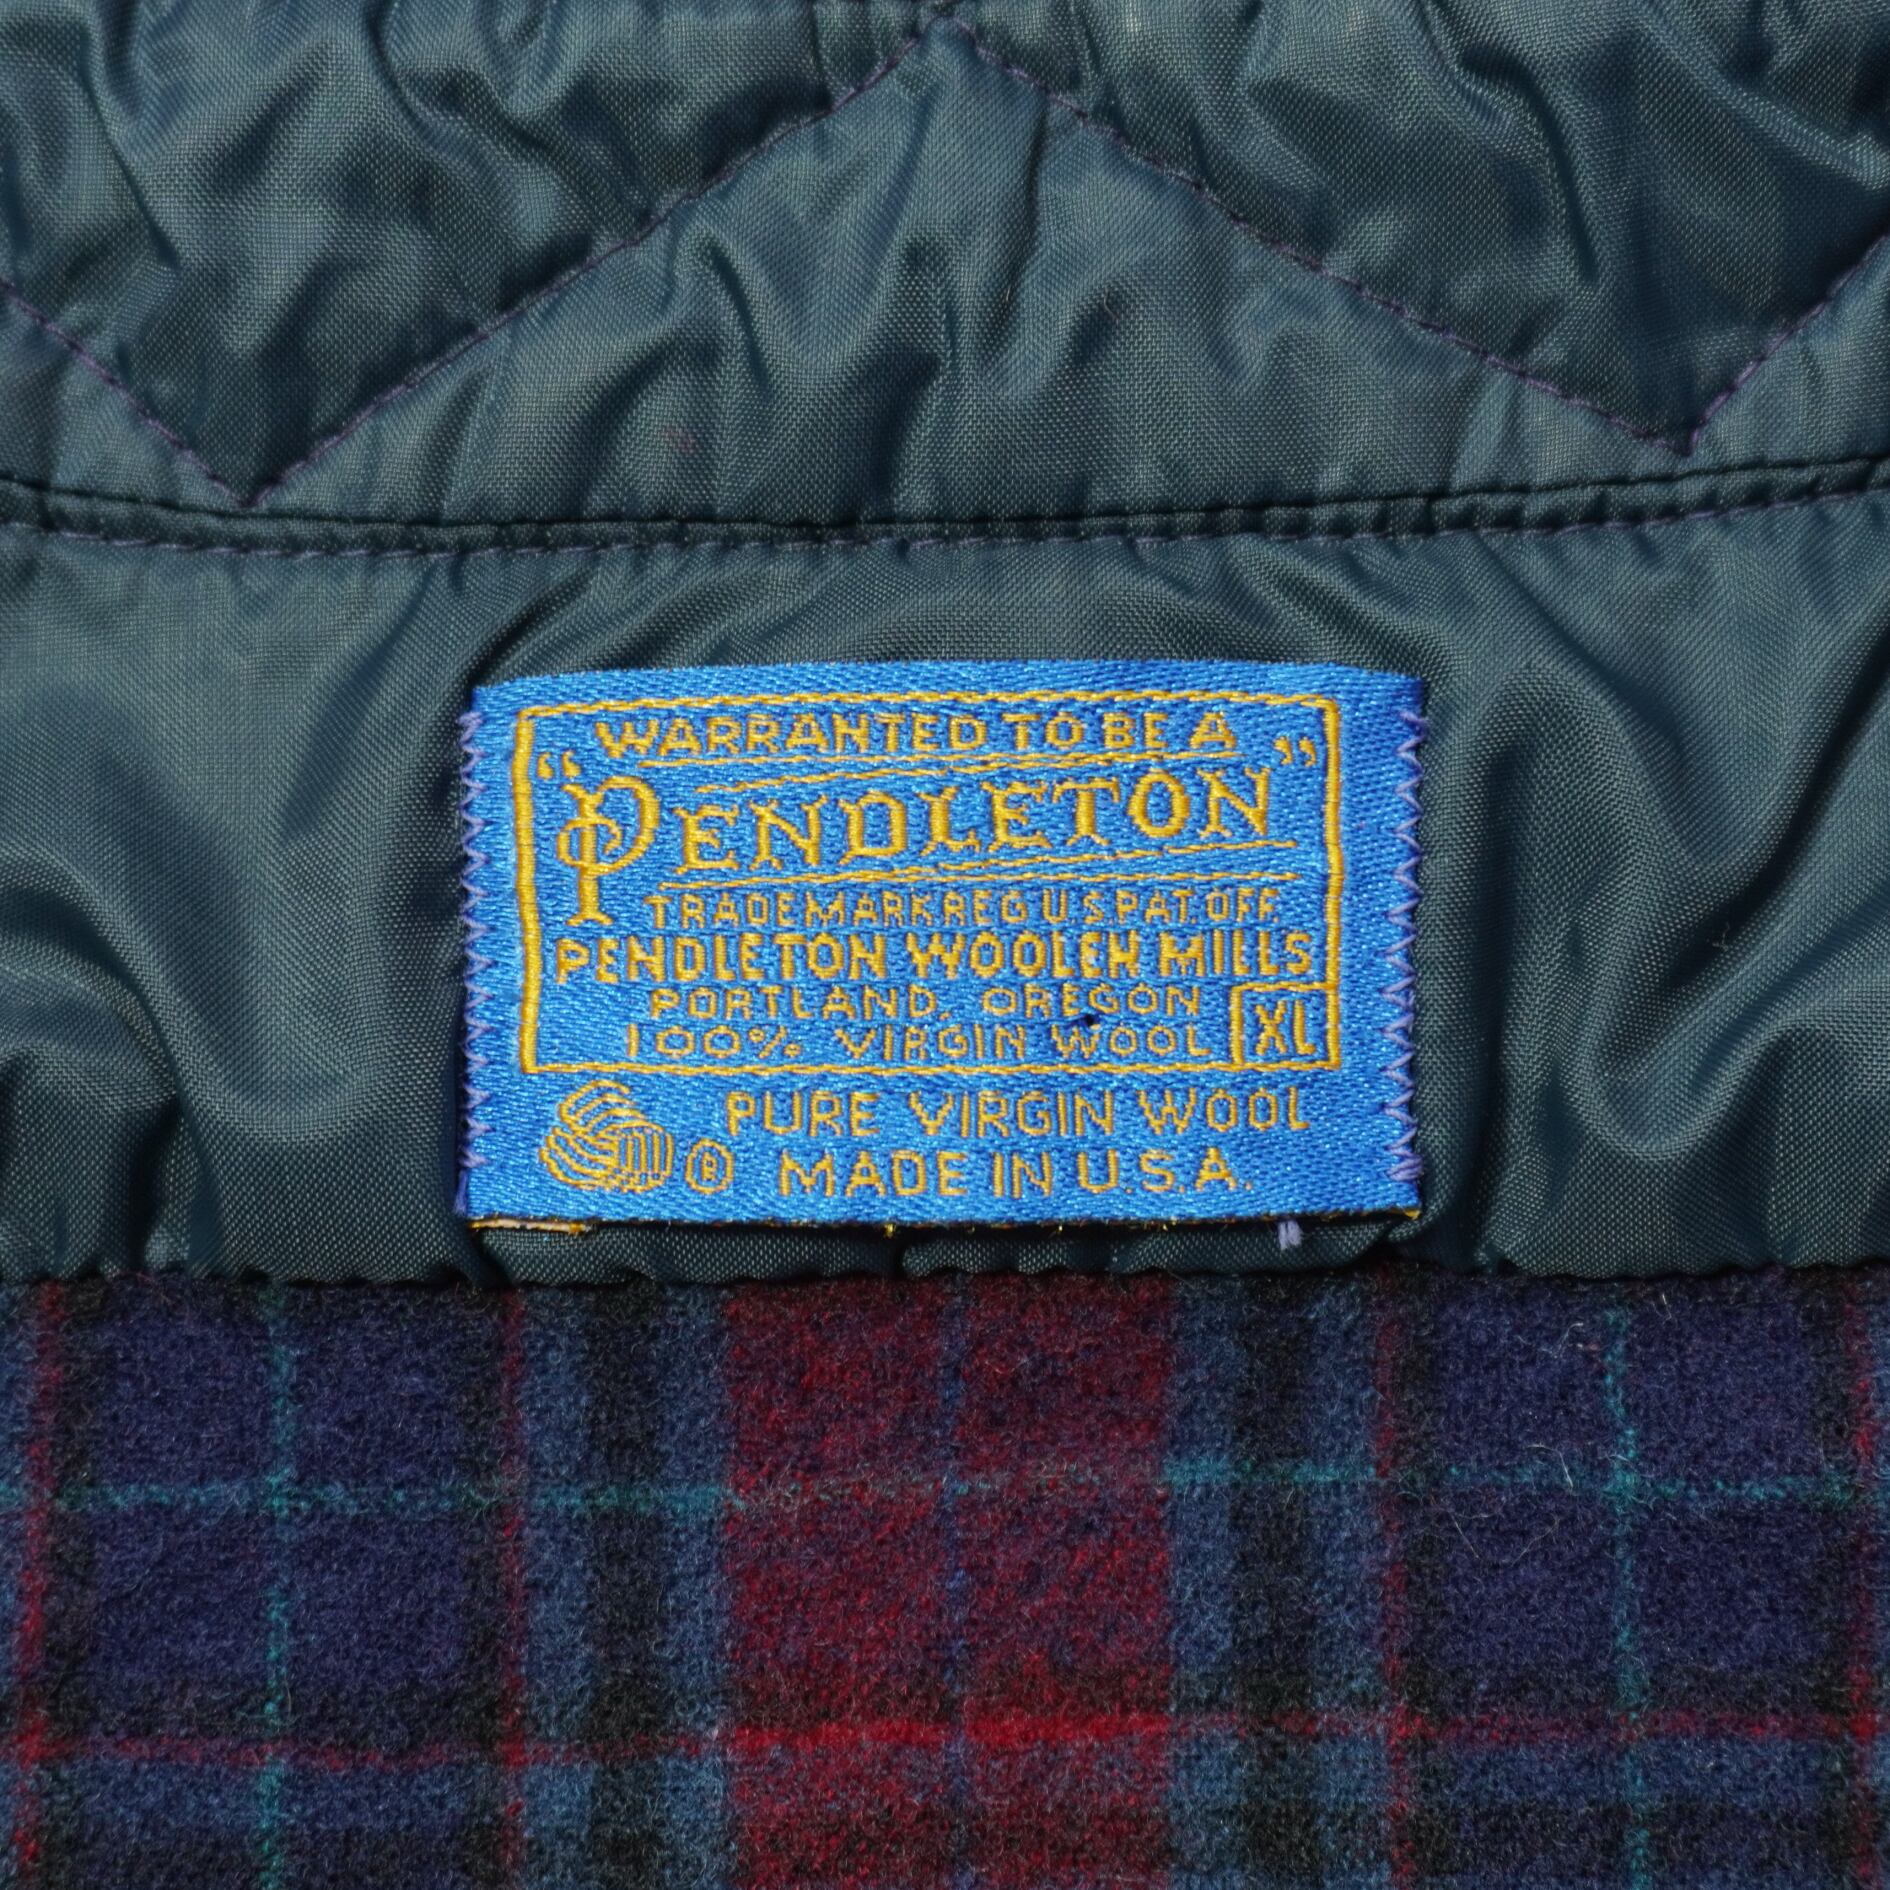 WARRANTED TO BE A
"PENDLETON"
TRADEMARK REG U.S. PAT. OFF.
PENDLETON WOOLEN MILLS
PORTLAND, OREGON
100% VIRGIN WOOL XL
PURE VIRGIN WOOL
® MADE IN U.S.A.